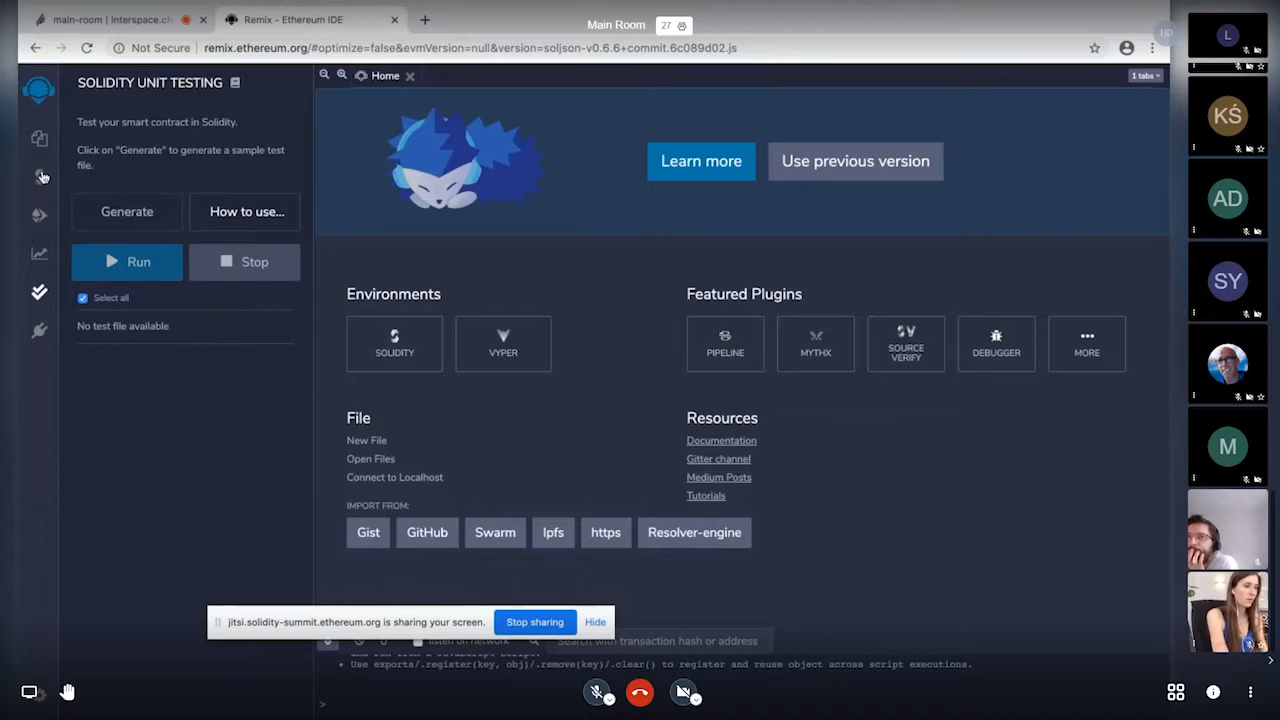 main-room | Interspace.ch
Remix - Ethereum IDE
Main Room
27
Not Secure
remix.ethereum.org/#optimize=false&evmVersion=null&version=soljson-v0.6.6+commit.6c089d02.js
HD
SOLIDITY UNIT TESTING
Home
1 tabs
Test your smart contract in Solidity.
Click on "Generate" to generate a sample test
file.
Generate
How to use...
Run
Stop
Select all
No test file available
Learn more
Use previous version
Environments
SOLIDITY
VYPER
Featured Plugins
PIPELINE
MYTHX
SOURCE
VERIFY
DEBUGGER
MORE
File
New File
Open Files
Connect to Localhost
IMPORT FROM:
Gist
GitHub
Swarm
Ipfs
https
Resolver-engine
Resources
Documentation
Gitter channel
Medium Posts
Tutorials
jitsi.solidity-summit.ethereum.org is sharing your screen.
Stop sharing
Hide
0
listen on network
Search with transaction hash or address
and run from a JavaScript script.
• Use exports/.register(key, obj)/.remove(key)/.clear() to register and reuse object across script executions.
>
L
KŚ
AD
SY
M